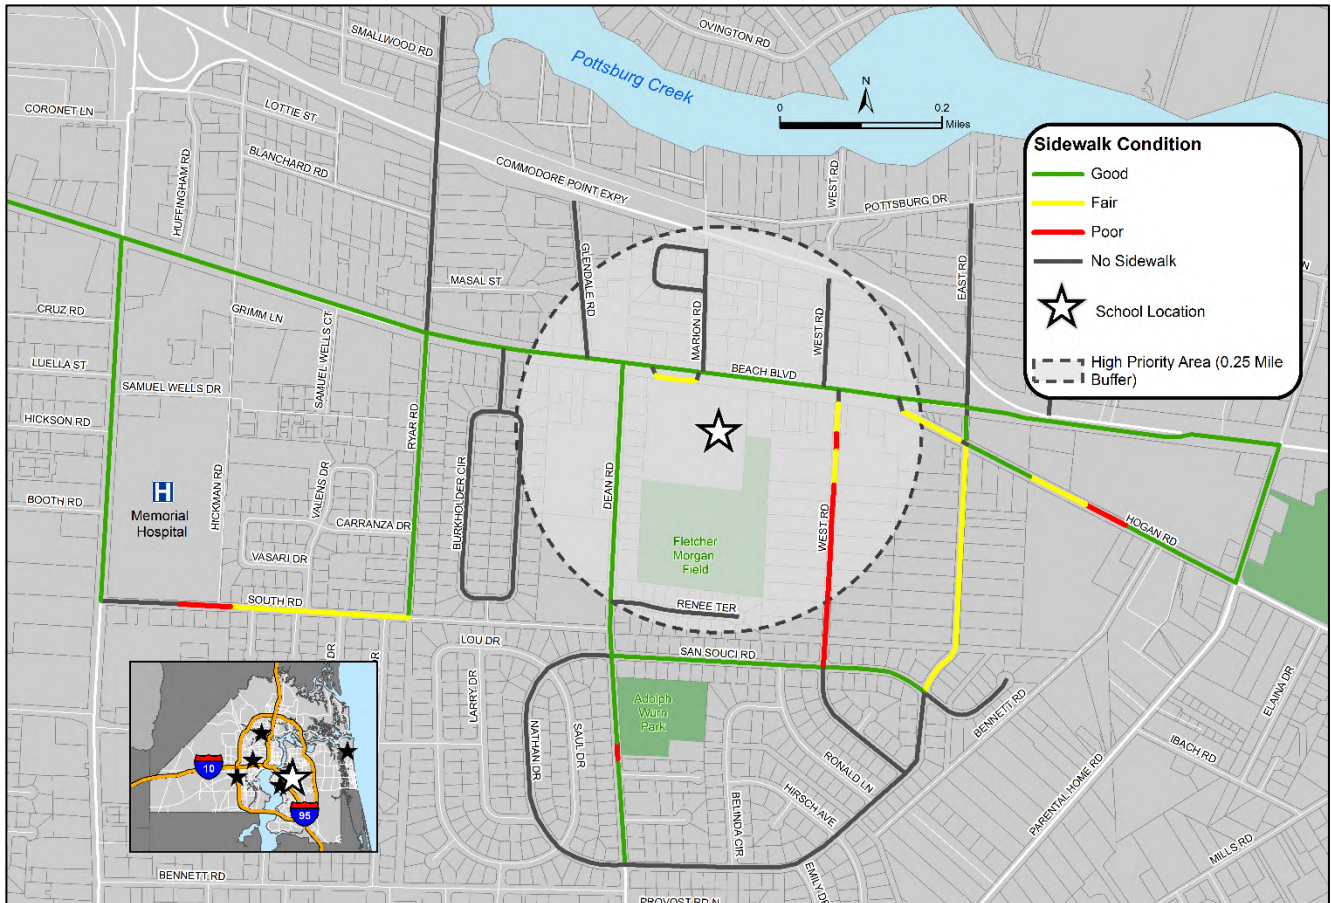 SMALLWOOD RD
OVINGTON RD
Pottsburg Creek
N
0
0.2
Miles
CORONET LN
LOTTIE ST
HUFFINGHAM RD
BLANCHARD RD
COMMODORE POINT EXPY
WEST RD
POTTSBURG DR
Sidewalk Condition
Good
Fair
Poor
No Sidewalk
School Location
High Priority Area (0.25 Mile
Buffer)
GLENDALE RD
EAST RD
MASAL ST
MARION RD
WEST RD
CRUZ RD
GRIMM LN
SAMUEL WELLS CT
LUELLA ST
BEACH BLVD
SAMUEL WELLS DR
HICKSON RD
RYAR RD
H
Memorial
Hospital
BOOTH RD
HICKMAN RD
VALENS DR
CARRANZA DR
BURKHOLDER CIR
DEAN RD
WEST RD
HOGAN RD
Fletcher
Morgan
Field
VASARI DR
SOUTH RD
RENEE TER
LOU DR
SAN SOUCI RD
DR
DR
LARRY DR
NATHAN DR
SAUL DR
Adolph
Wurn
Park
BENNETT RD
ELAINA DR
IBACH RD
RONALD LN
HIRSCH AVE
BELINDA CIR
PARENTAL HOME RD
MILLS RD
10
95
BENNETT RD
EMILY DR
PROVOST RD N